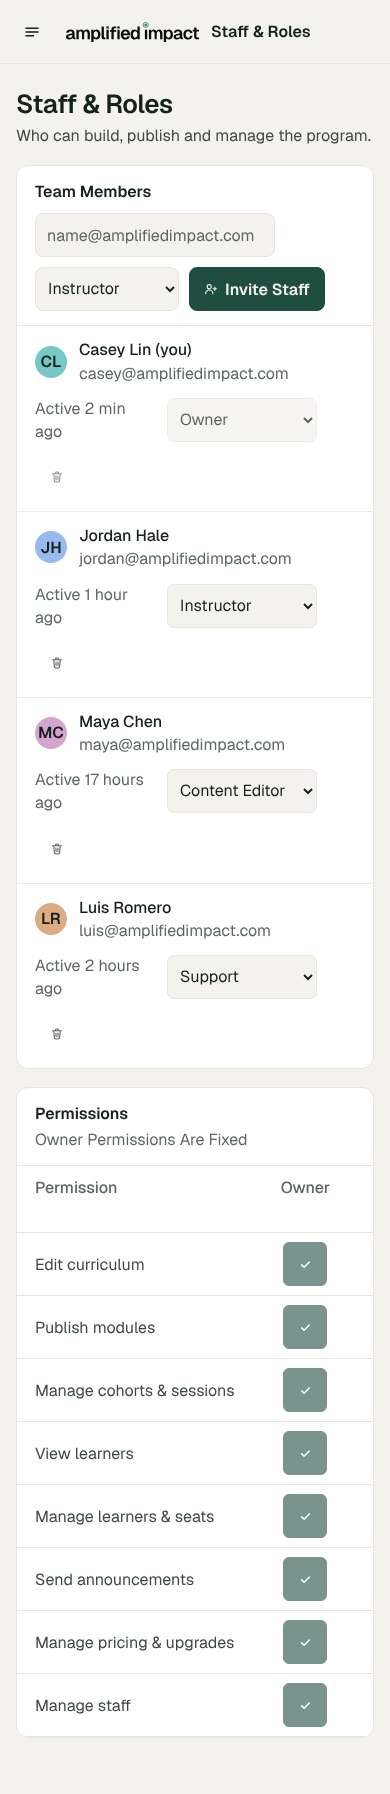 amplified impact Staff & Roles
Staff & Roles
Who can build, publish and manage the program.
Team Members
name@amplifiedimpact.com
Instructor
Invite Staff
CL
Casey Lin (you)
casey@amplifiedimpact.com
Active 2 min
ago
Owner
JH
Jordan Hale
jordan@amplifiedimpact.com
Active 1 hour
ago
Instructor
MC
Maya Chen
maya@amplifiedimpact.com
Active 17 hours
ago
Content Editor
LR
Luis Romero
luis@amplifiedimpact.com
Active 2 hours
ago
Support
Permissions
Owner Permissions Are Fixed
Permission Owner
Edit curriculum
Publish modules
Manage cohorts & sessions
View learners
Manage learners & seats
Send announcements
Manage pricing & upgrades
Manage staff